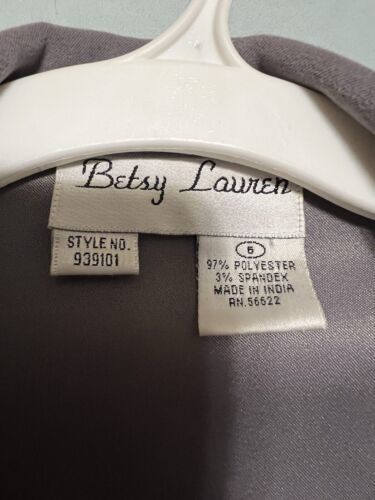 Betsy Lauren
STYLE NO.
939101
6
97% POLYESTER
3% SPANDEX
MADE IN INDIA
RN.56622